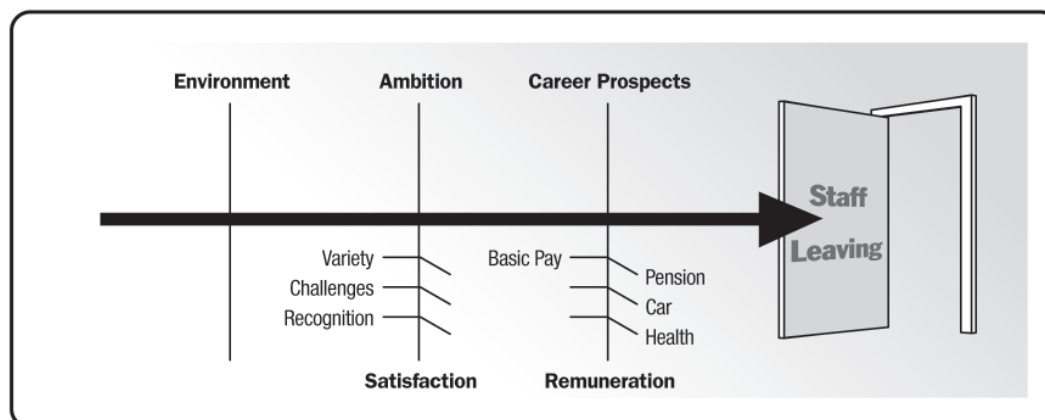 Environment Ambition Career Prospects
Staff
Leaving
Variety Basic Pay
Pension
Challenges
Car
Recognition
Health
Satisfaction Remuneration